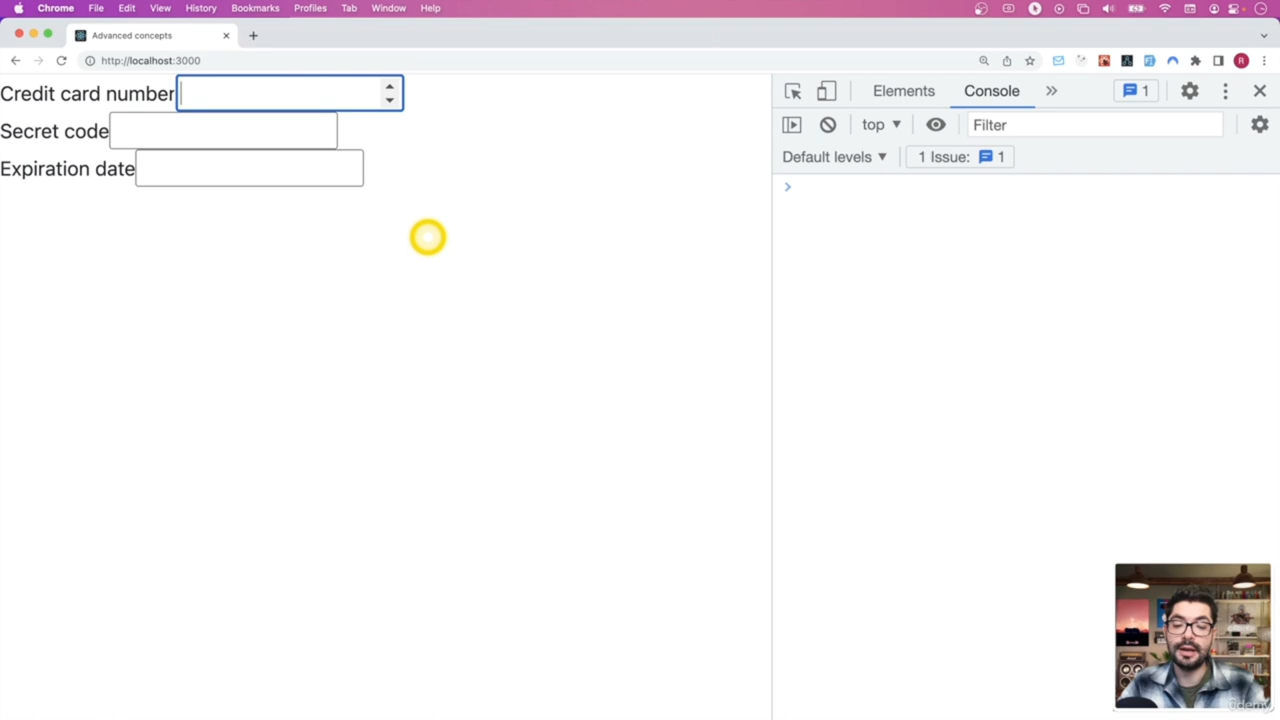 Chrome File Edit View History Bookmarks Profiles Tab Window Help
Advanced concepts
http://localhost:3000
R
Credit card number
Secret code
Expiration date
Elements Console 1
top Filter
Default levels 1 Issue: 1
udemy